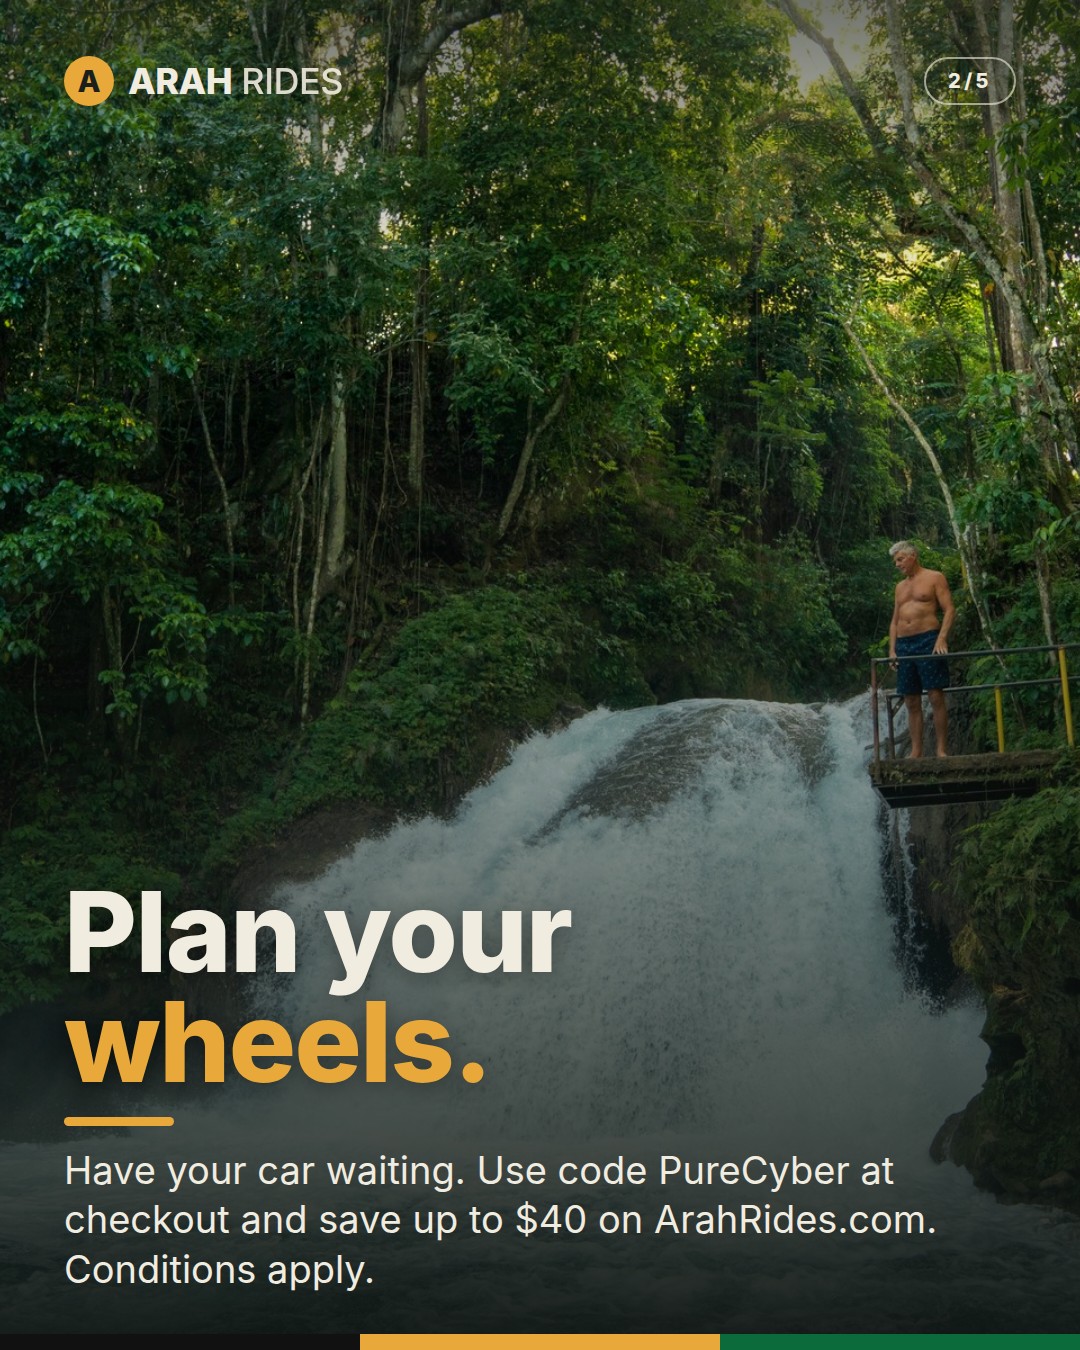 A ARAH RIDES
2/5
Plan your
wheels.
Have your car waiting. Use code PureCyber at
checkout and save up to $40 on ArahRides.com.
Conditions apply.